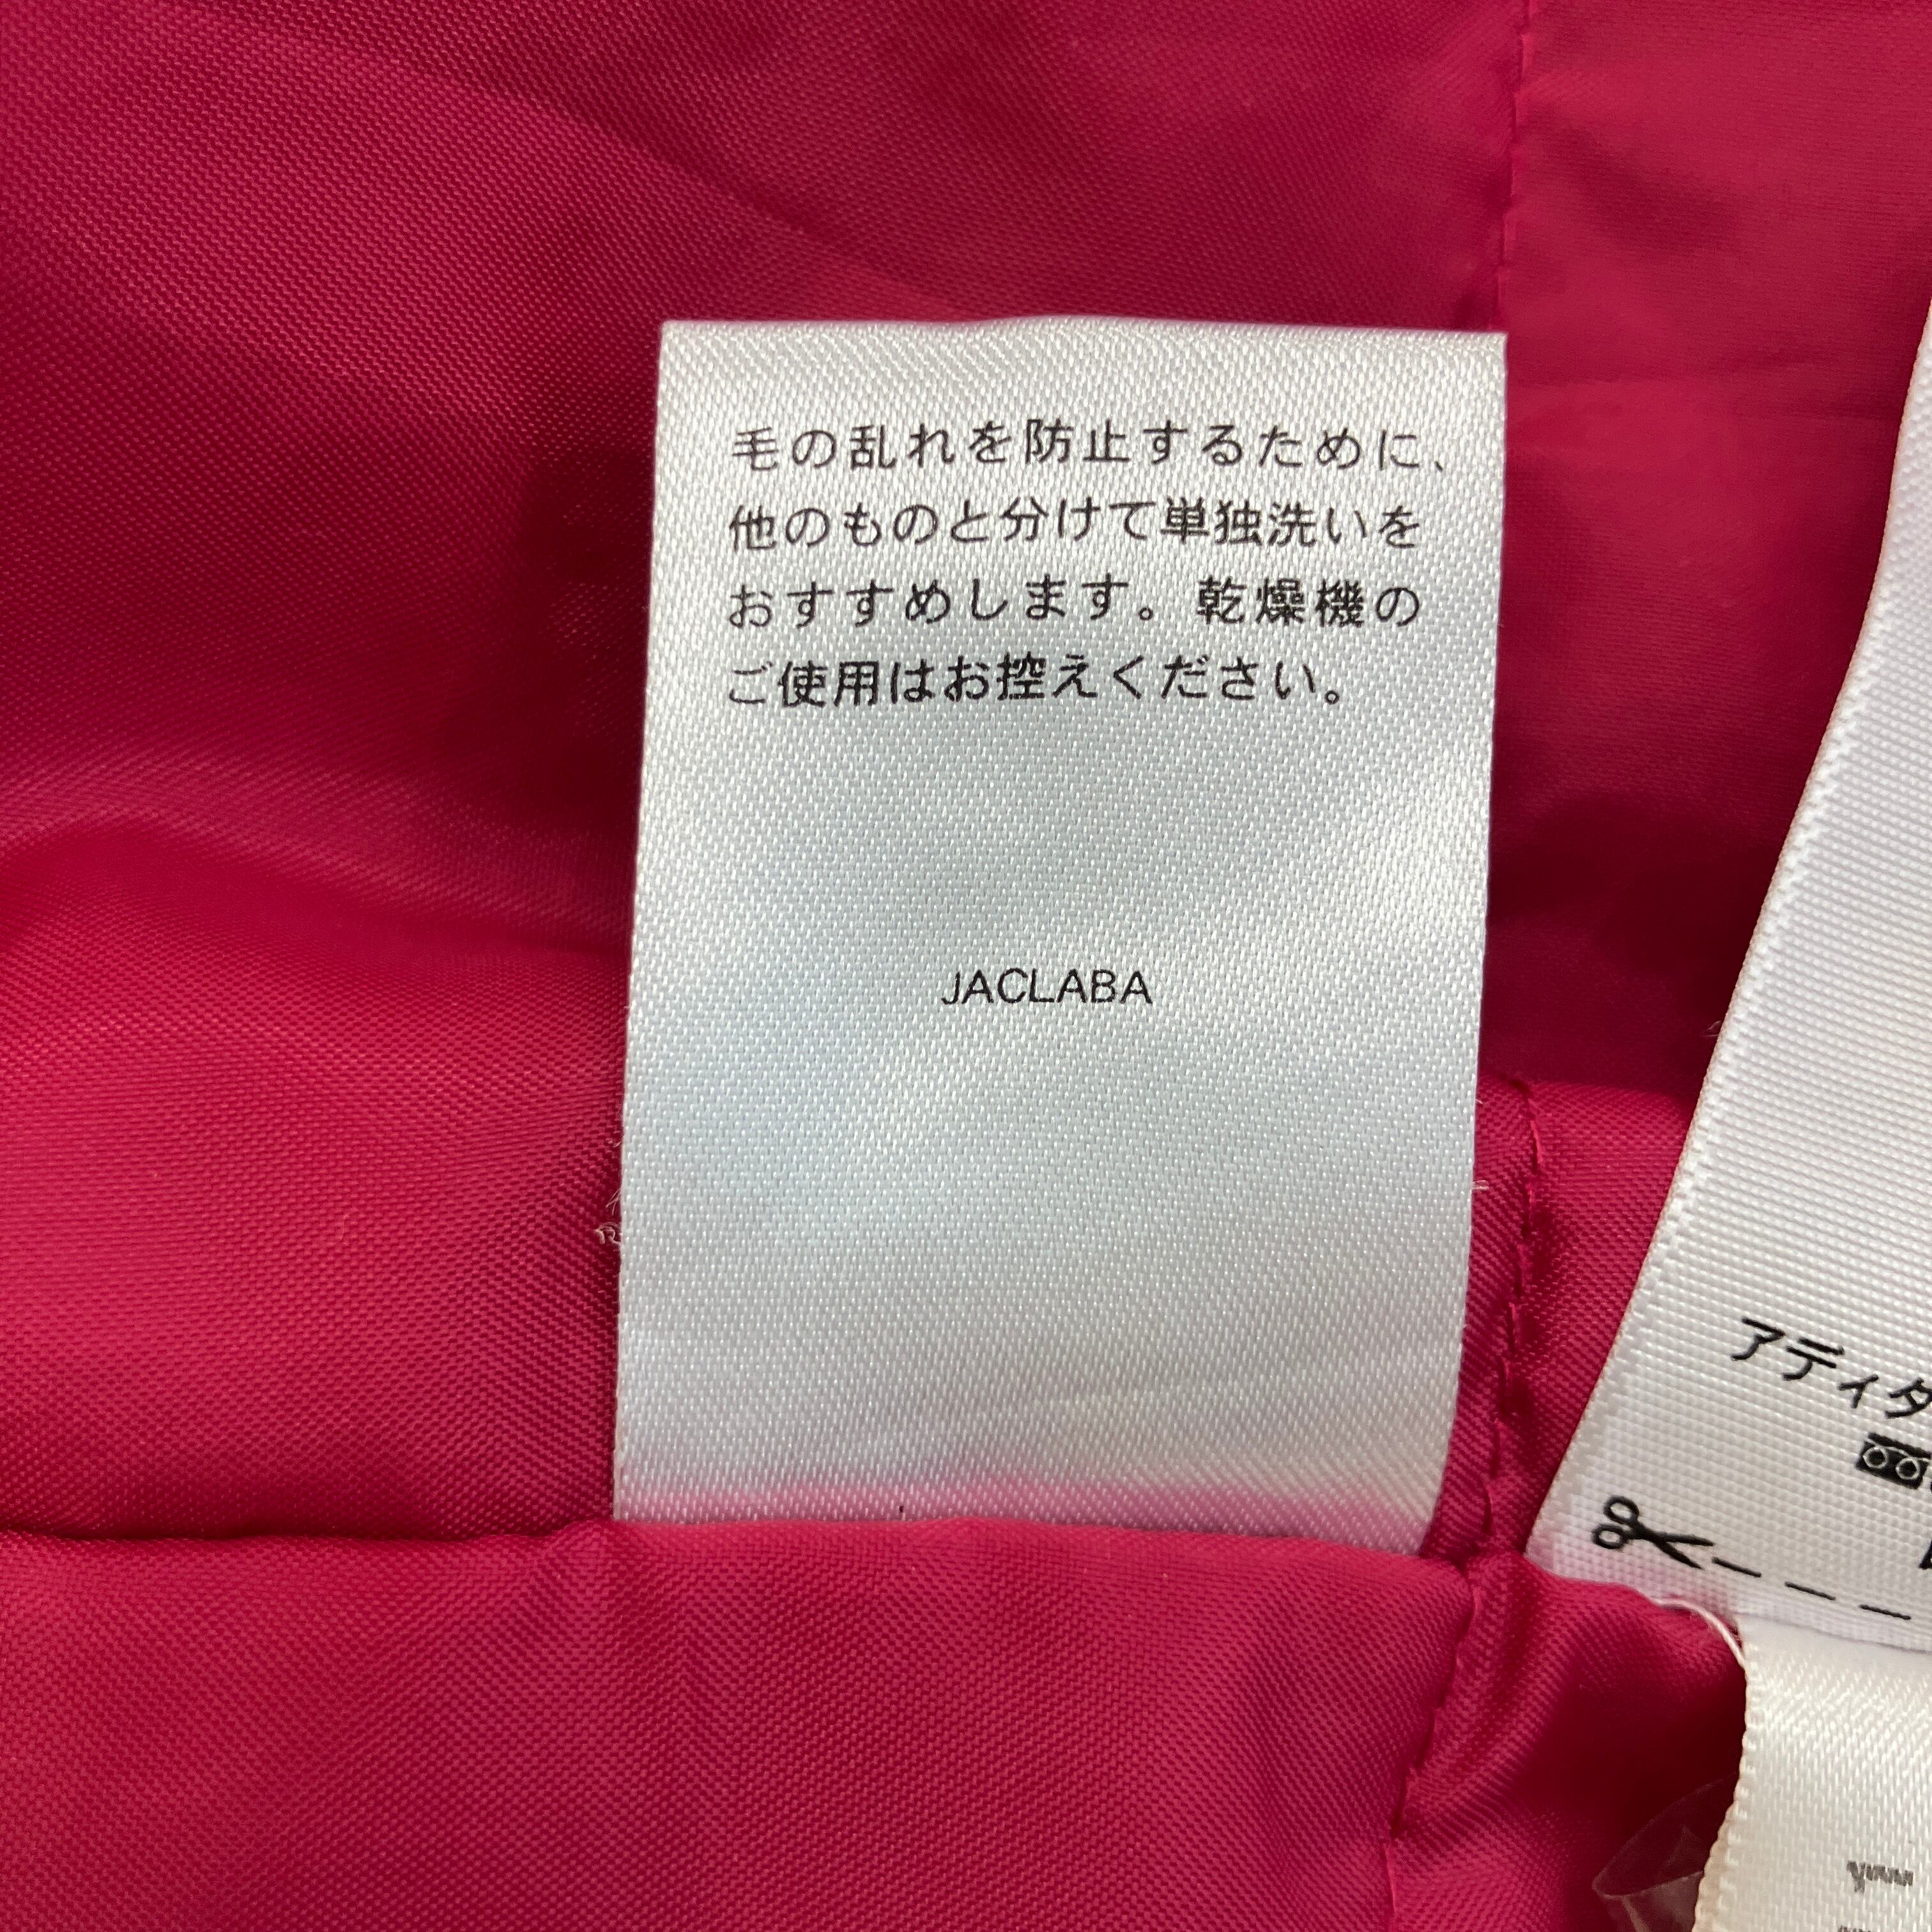 毛の乱れを防止するために、
他のものと分けて単独洗いを
おすすめします。乾燥機の
ご使用はお控えください。
JACLABA
アディダ